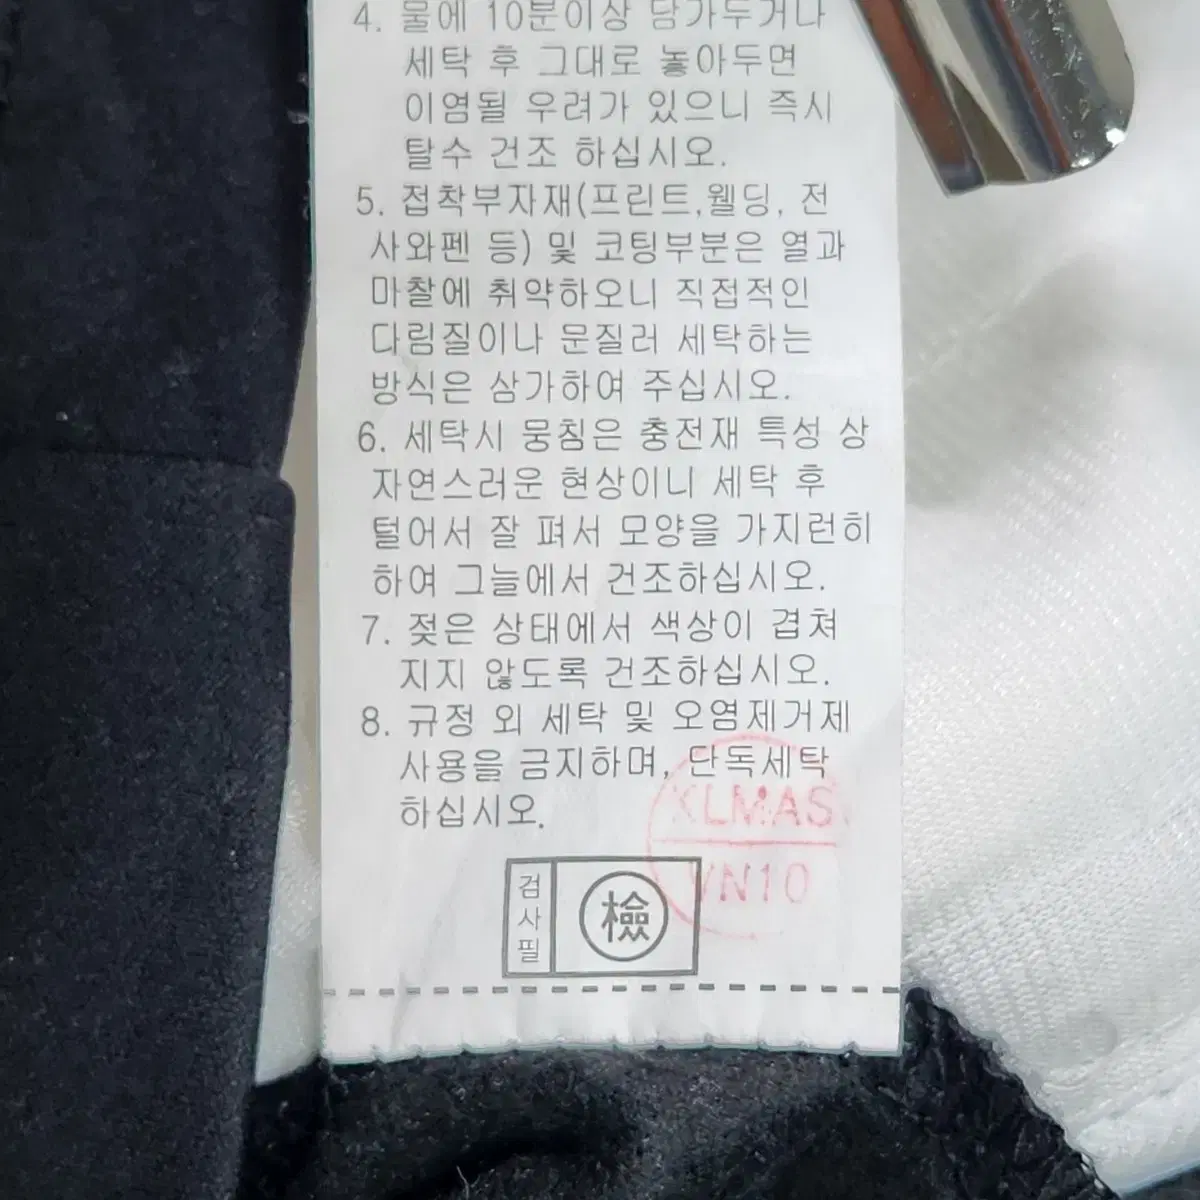 4. 물에 10분이상 담가두거나
세탁 후 그대로 놓아두면
이염될 우려가 있으니 즉시
탈수 건조 하십시오.
5. 접착부자재(프린트,웰딩, 전
사와펜 등) 및 코팅부분은 열과
마찰에 취약하오니 직접적인
다림질이나 문질러 세탁하는
방식은 삼가하여 주십시오.
6. 세탁시 뭉침은 충전재 특성 상
자연스러운 현상이니 세탁 후
털어서 잘 펴서 모양을 가지런히
하여 그늘에서 건조하십시오.
7. 젖은 상태에서 색상이 겹쳐
지지 않도록 건조하십시오.
8. 규정 외 세탁 및 오염제거제
사용을 금지하며, 단독세탁
하십시오.
KLMAS
VN10
검사필
檢